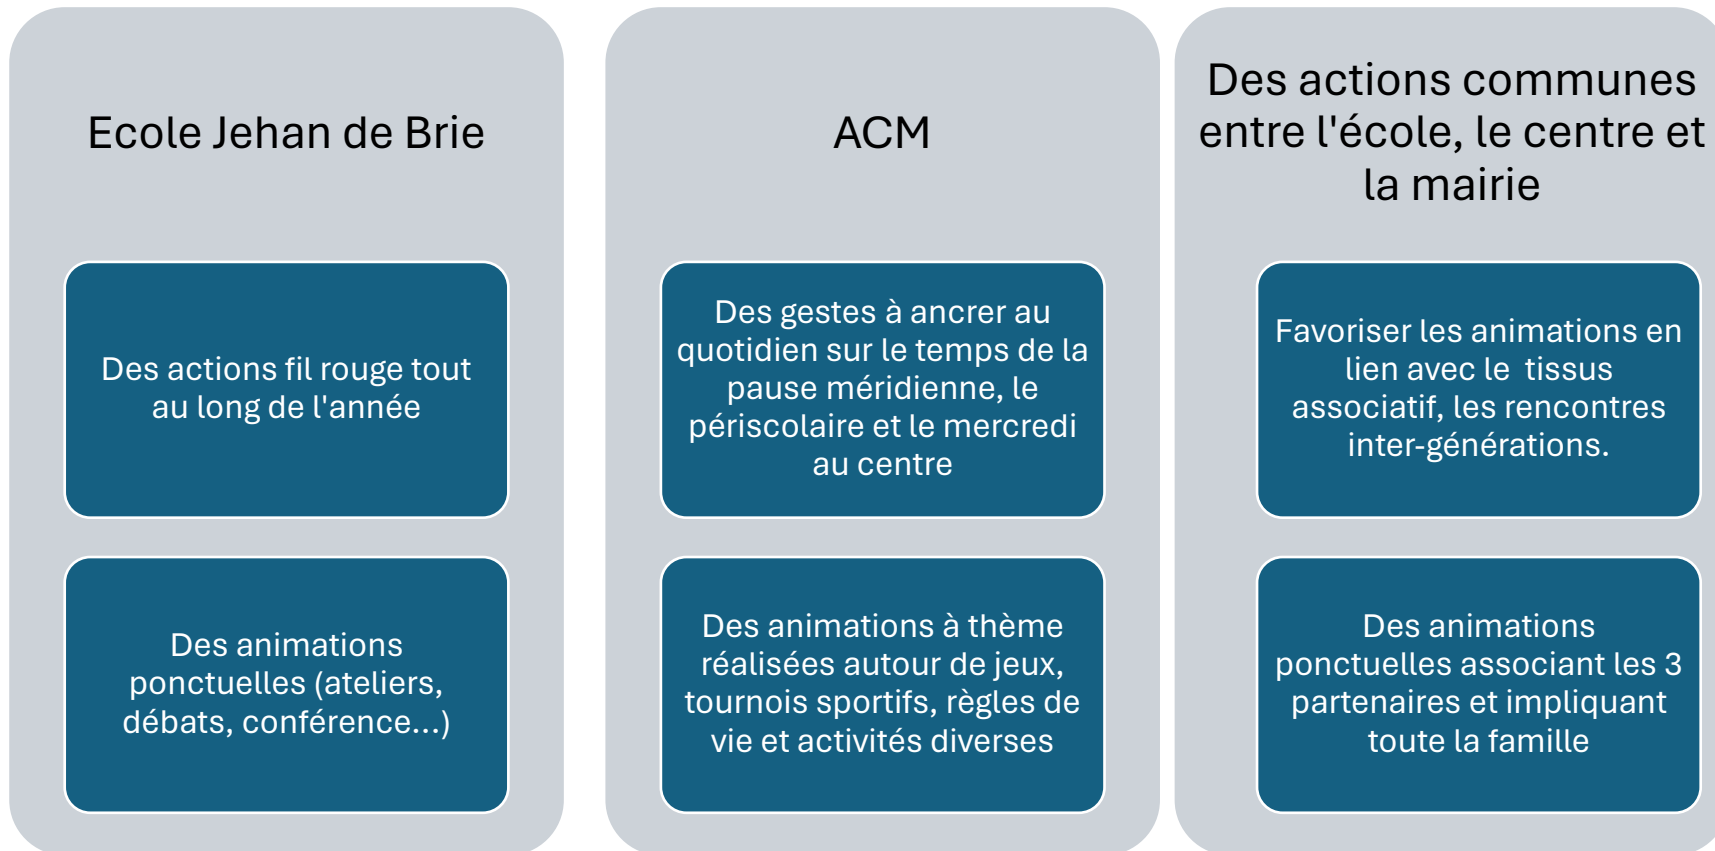 Ecole Jehan de Brie
Des actions fil rouge tout
au long de l'année
Des animations
ponctuelles (ateliers,
débats, conférence...)
ACM
Des gestes à ancrer au
quotidien sur le temps de la
pause méridienne, le
périscolaire et le mercredi
au centre
Des animations à thème
réalisées autour de jeux,
tournois sportifs, règles de
vie et activités diverses
Des actions communes
entre l'école, le centre et
la mairie
Favoriser les animations en
lien avec le  tissus
associatif, les rencontres
inter-générations.
Des animations
ponctuelles associant les 3
partenaires et impliquant
toute la famille